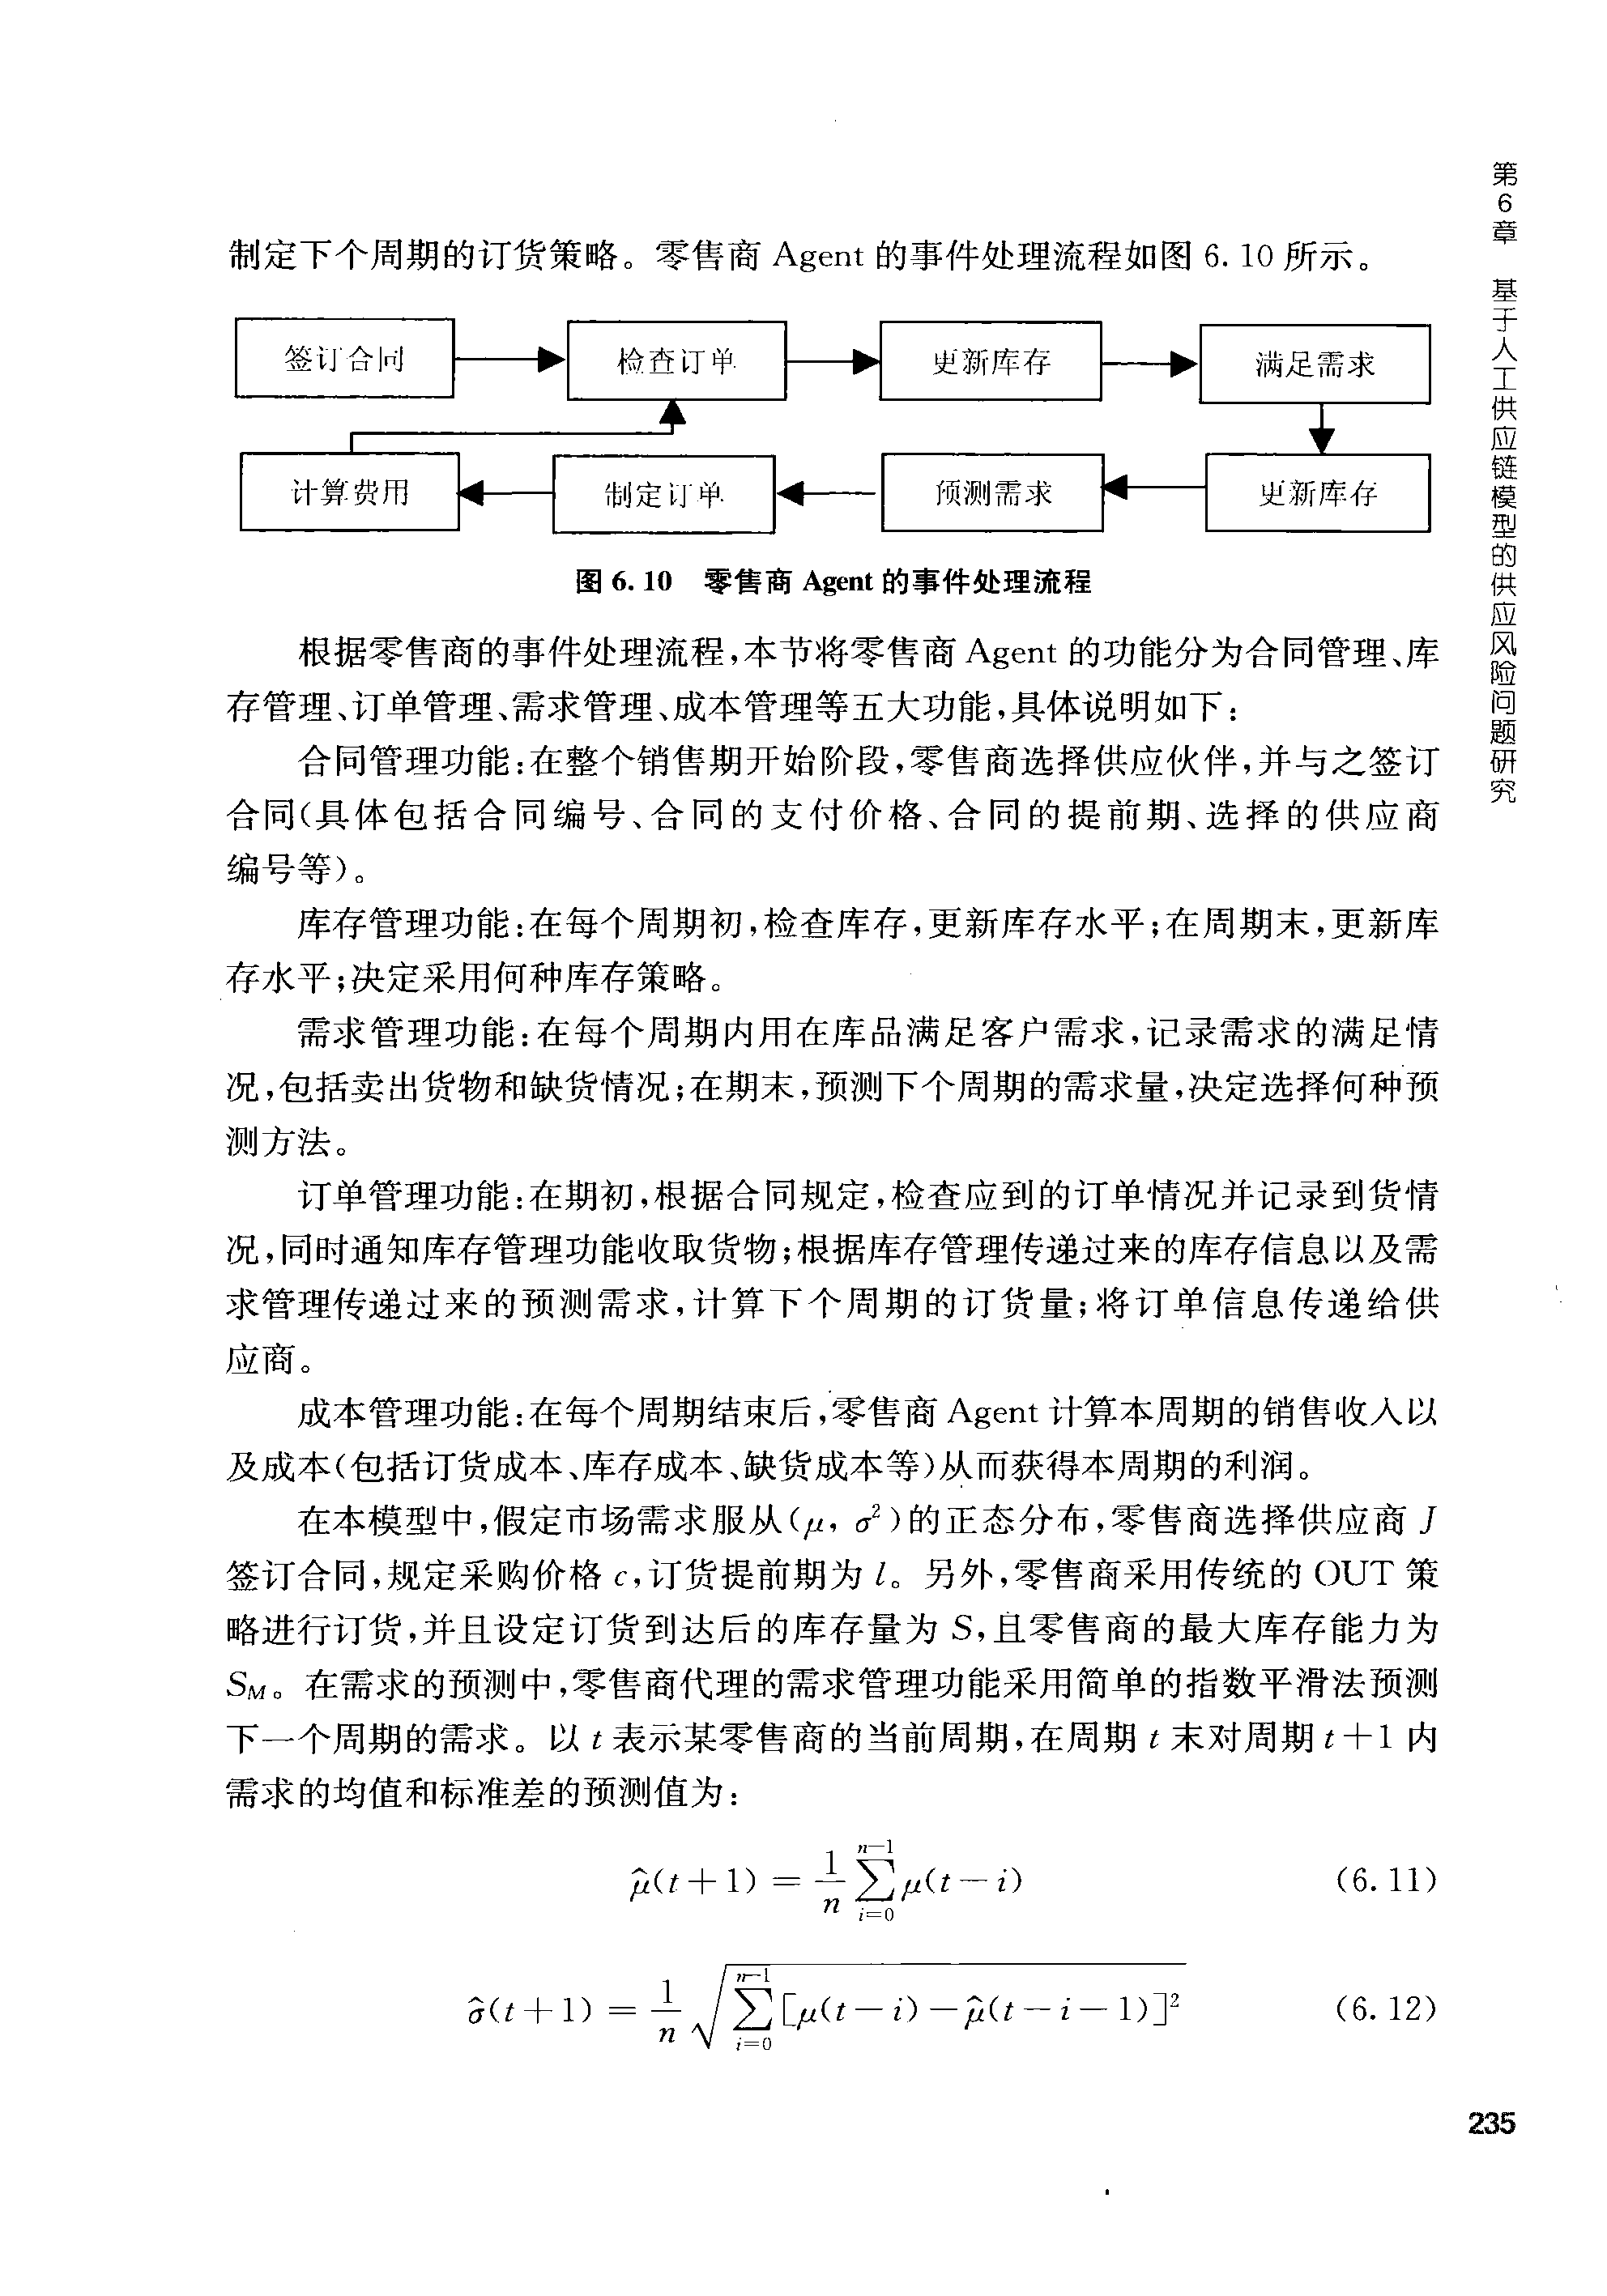 第6章 基于人工供应链模型的供应风险问题研究
制定下个周期的订货策略。零售商 Agent 的事件处理流程如图 6.10 所示。
签订合同
检查订单
更新库存
满足需求
计算费用
制定订单
预测需求
更新库存
图 6.10 零售商 Agent 的事件处理流程
根据零售商的事件处理流程,本节将零售商 Agent 的功能分为合同管理、库
存管理、订单管理、需求管理、成本管理等五大功能,具体说明如下:
合同管理功能:在整个销售期开始阶段,零售商选择供应伙伴,并与之签订
合同(具体包括合同编号、合同的支付价格、合同的提前期、选择的供应商
编号等)。
库存管理功能:在每个周期初,检查库存,更新库存水平;在周期末,更新库
存水平;决定采用何种库存策略。
需求管理功能:在每个周期内用在库品满足客户需求,记录需求的满足情
况,包括卖出货物和缺货情况;在期末,预测下个周期的需求量,决定选择何种预
测方法。
订单管理功能:在期初,根据合同规定,检查应到的订单情况并记录到货情
况,同时通知库存管理功能收取货物;根据库存管理传递过来的库存信息以及需
求管理传递过来的预测需求,计算下个周期的订货量;将订单信息传递给供
应商。
成本管理功能:在每个周期结束后,零售商 Agent 计算本周期的销售收入以
及成本(包括订货成本、库存成本、缺货成本等)从而获得本周期的利润。
在本模型中,假定市场需求服从(μ, σ²)的正态分布,零售商选择供应商 J
签订合同,规定采购价格 c,订货提前期为 l。另外,零售商采用传统的 OUT 策
略进行订货,并且设定订货到达后的库存量为 S,且零售商的最大库存能力为
S_M。在需求的预测中,零售商代理的需求管理功能采用简单的指数平滑法预测
下一个周期的需求。以 t 表示某零售商的当前周期,在周期 t 末对周期 t+1 内
需求的均值和标准差的预测值为:
$\hat{\mu}(t+1) = \frac{1}{n}\sum_{i=0}^{n-1}\mu(t-i)$ (6.11)
$\hat{\sigma}(t+1) = \frac{1}{n}\sqrt{\sum_{i=0}^{n-1}[\mu(t-i)-\hat{\mu}(t-i-1)]^2}$ (6.12)
235